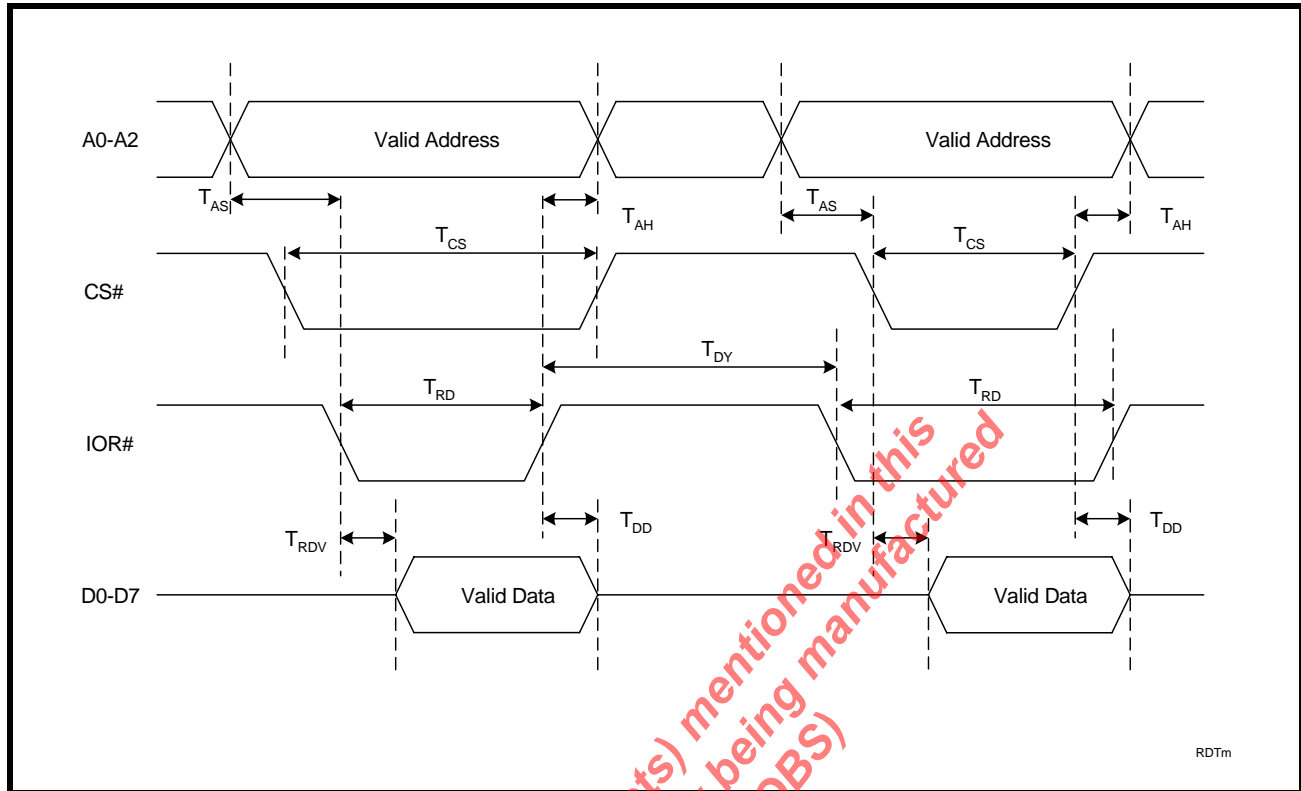 A0-A2
Valid Address
Valid Address
TAS
TAH
TAS
TAH
TCS
TCS
CS#
TDY
TRD
TRD
IOR#
TRDV
TDD
TRDV
TDD
D0-D7
Valid Data
Valid Data
mentioned in this
being manufactured
OBS)
RDTm